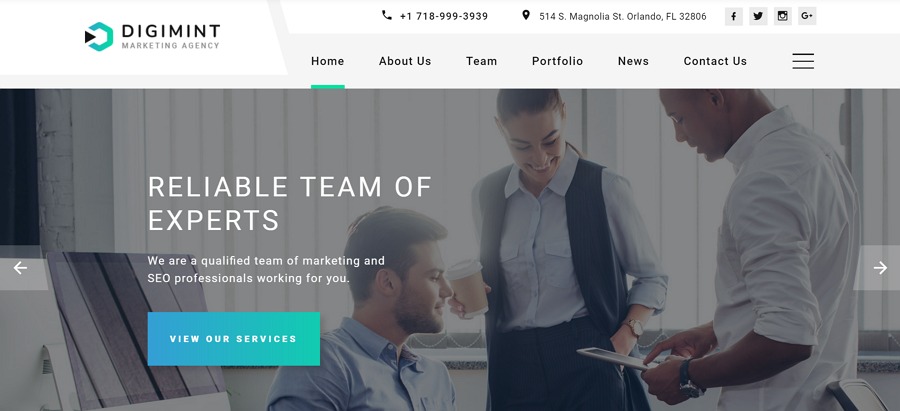 DIGIMINT
MARKETING AGENCY
+1 718-999-3939
514 S. Magnolia St. Orlando, FL 32806
f
G+
Home
About Us
Team
Portfolio
News
Contact Us
RELIABLE TEAM OF
EXPERTS
We are a qualified team of marketing and
SEO professionals working for you.
VIEW OUR SERVICES